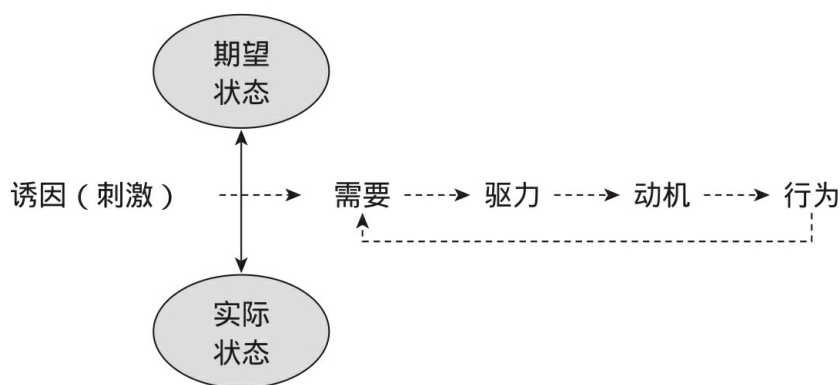 期望
状态
诱因（刺激） 需要 驱力 动机 行为
实际
状态